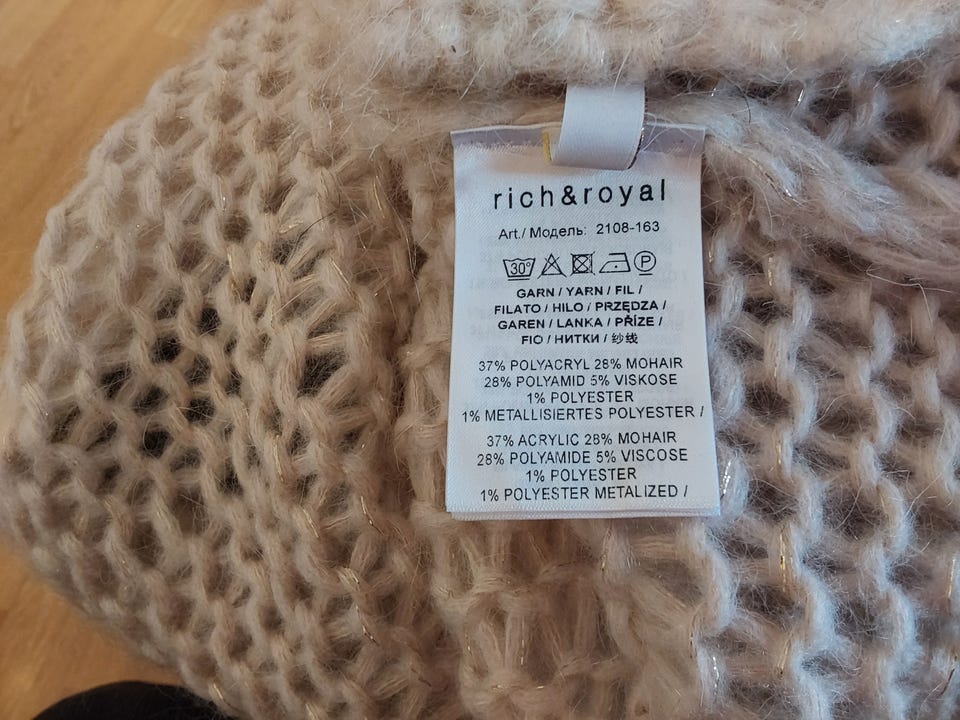 rich&royal
Art./ Модель: 2108-163
30° P
GARN / YARN / FIL /
FILATO / HILO / PRZĘDZA /
GAREN / LANKA / PŘÍZE /
FIO / НИТКИ / 纱线
37% POLYACRYL 28% MOHAIR
28% POLYAMID 5% VISKOSE
1% POLYESTER
1% METALLISIERTES POLYESTER /
37% ACRYLIC 28% MOHAIR
28% POLYAMIDE 5% VISCOSE
1% POLYESTER
1% POLYESTER METALIZED /